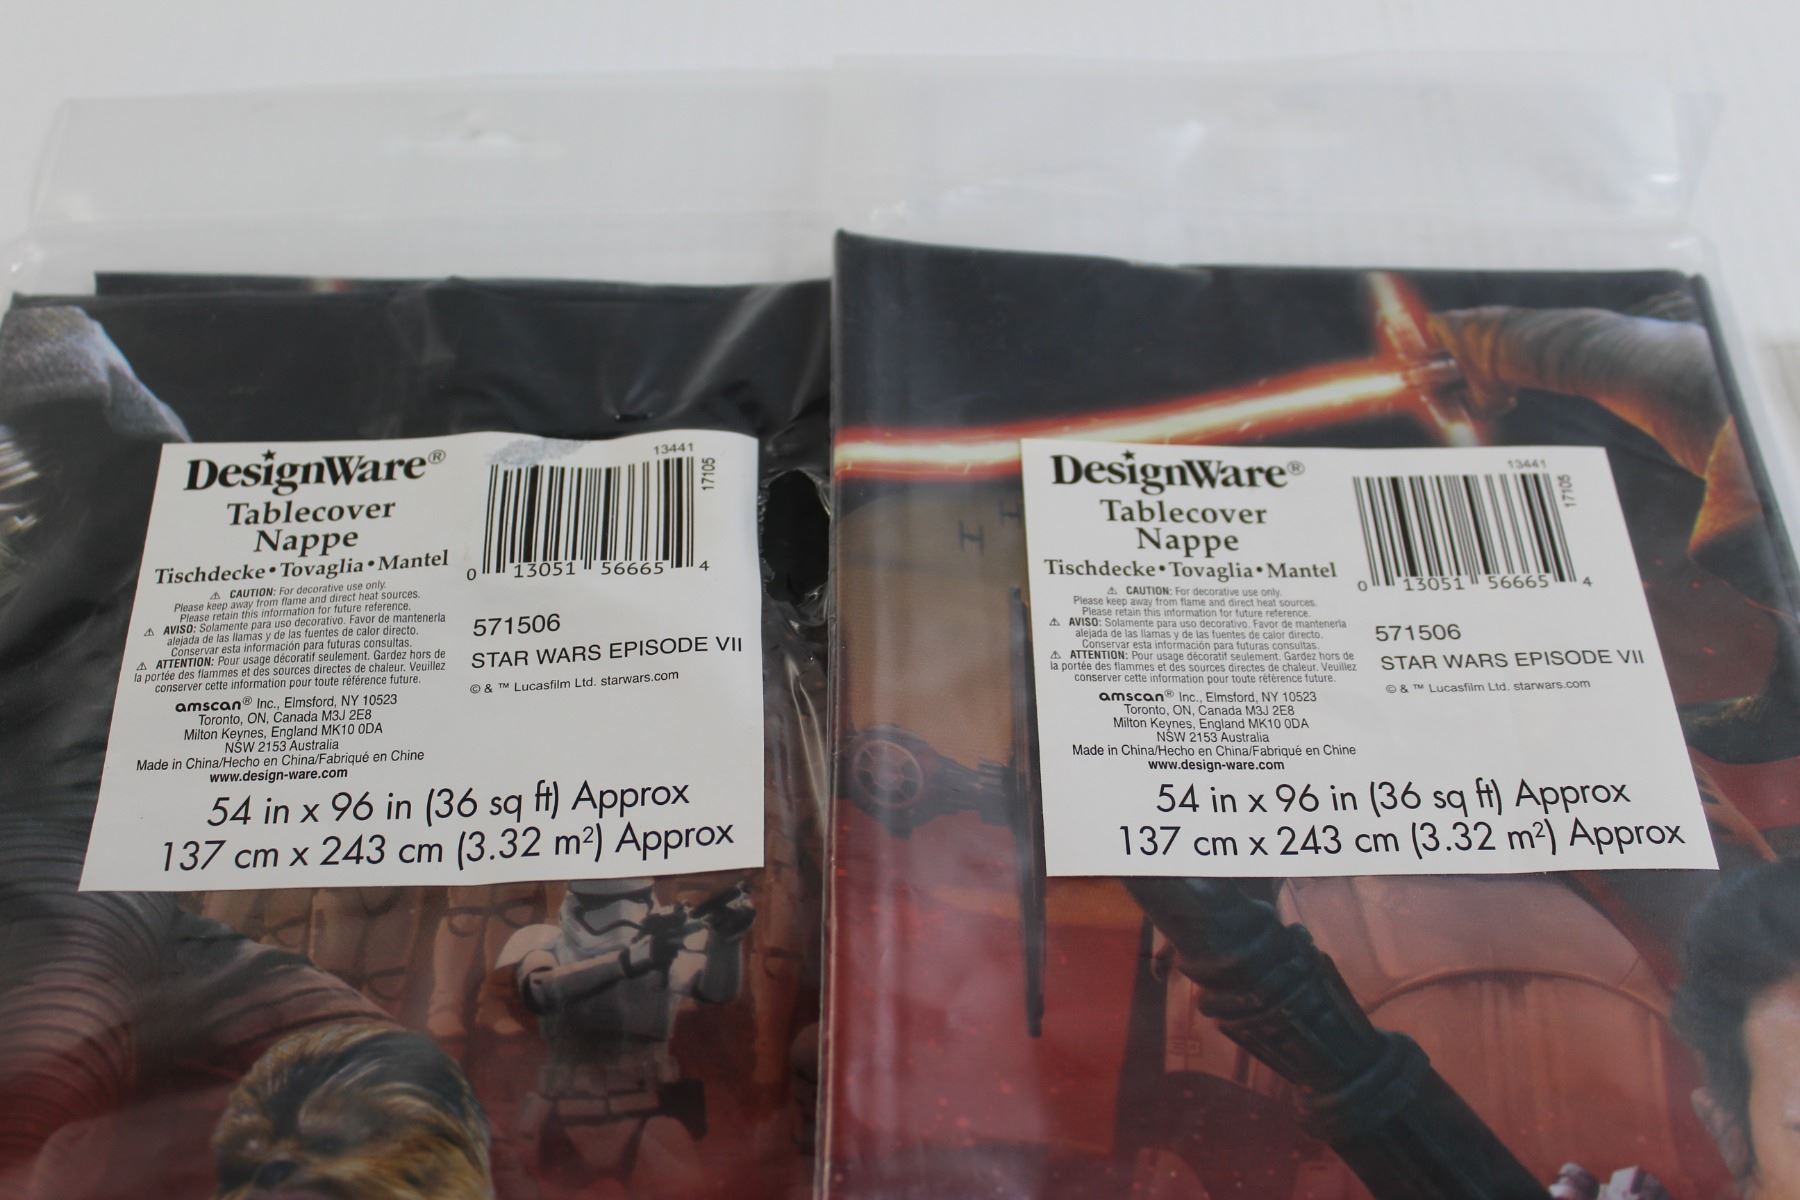 DesignWare®
Tablecover
Nappe
Tischdecke • Tovaglia • Mantel
⚠ CAUTION: For decorative use only.
Please keep away from flame and direct heat sources.
Please retain this information for future reference.
⚠ AVISO: Solamente para uso decorativo. Favor de mantenerla
alejada de las llamas y de las fuentes de calor directo.
Conservar esta información para futuras consultas.
⚠ ATTENTION: Pour usage décoratif seulement. Gardez hors de
la portée des flammes et des sources directes de chaleur. Veuillez
conserver cette information pour toute référence future.
amscan® Inc., Elmsford, NY 10523
Toronto, ON, Canada M3J 2E8
Milton Keynes, England MK10 0DA
NSW 2153 Australia
Made in China/Hecho en China/Fabriqué en Chine
www.design-ware.com
13441
17105
0 13051 56665 4
571506
STAR WARS EPISODE VII
© & ™ Lucasfilm Ltd. starwars.com
54 in x 96 in (36 sq ft) Approx
137 cm x 243 cm (3.32 m²) Approx
DesignWare®
Tablecover
Nappe
Tischdecke • Tovaglia • Mantel
⚠ CAUTION: For decorative use only.
Please keep away from flame and direct heat sources.
Please retain this information for future reference.
⚠ AVISO: Solamente para uso decorativo. Favor de mantenerla
alejada de las llamas y de las fuentes de calor directo.
Conservar esta información para futuras consultas.
⚠ ATTENTION: Pour usage décoratif seulement. Gardez hors de
la portée des flammes et des sources directes de chaleur. Veuillez
conserver cette information pour toute référence future.
amscan® Inc., Elmsford, NY 10523
Toronto, ON, Canada M3J 2E8
Milton Keynes, England MK10 0DA
NSW 2153 Australia
Made in China/Hecho en China/Fabriqué en Chine
www.design-ware.com
13441
17105
0 13051 56665 4
571506
STAR WARS EPISODE VII
© & ™ Lucasfilm Ltd. starwars.com
54 in x 96 in (36 sq ft) Approx
137 cm x 243 cm (3.32 m²) Approx